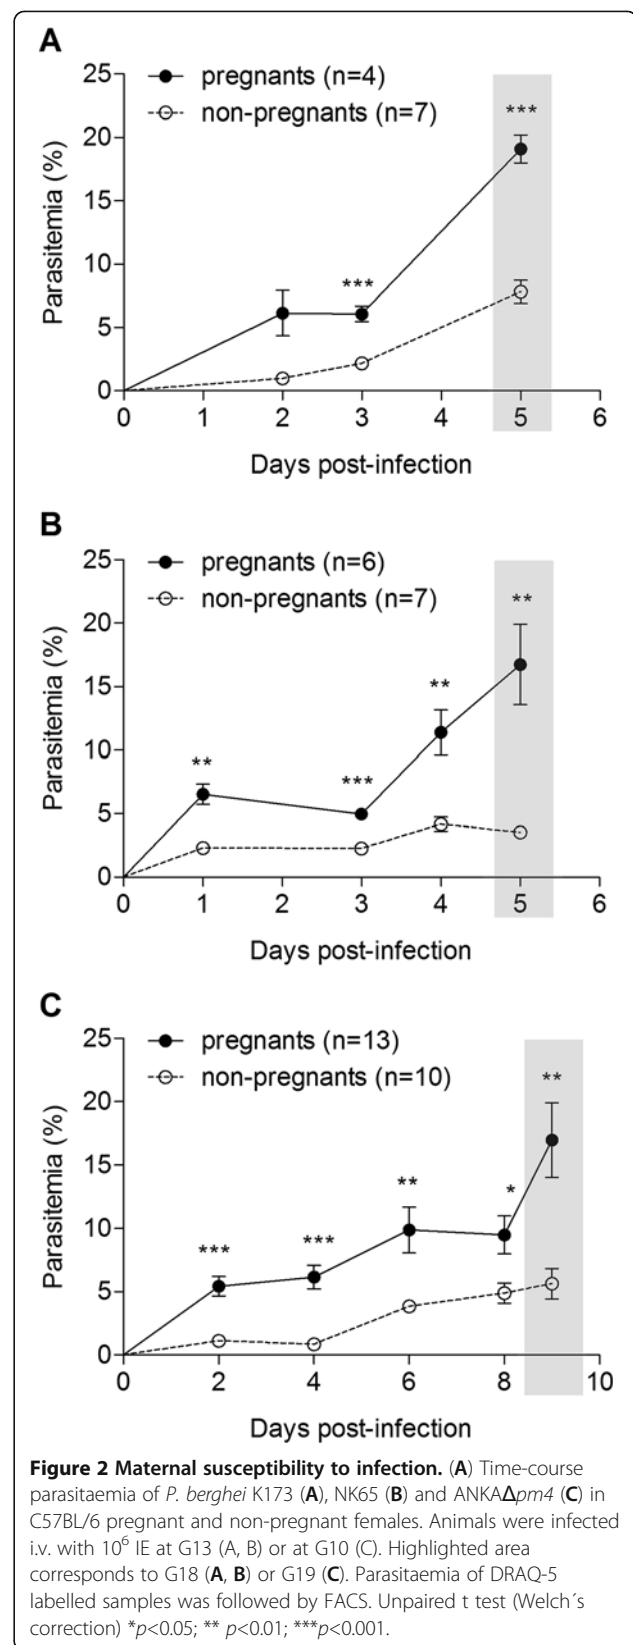 A
25
pregnants (n=4)
non-pregnants (n=7)
***
20
15
10
***
5
0
Parasitemia (%)
0 1 2 3 4 5 6
Days post-infection
B
25
pregnants (n=6)
non-pregnants (n=7)
**
20
**
15
10
**
***
5
0
Parasitemia (%)
0 1 2 3 4 5 6
Days post-infection
C
25
pregnants (n=13)
non-pregnants (n=10)
**
20
15
**
*
10
***
***
5
0
Parasitemia (%)
0 2 4 6 8 10
Days post-infection
Figure 2 Maternal susceptibility to infection. (A) Time-course
parasitaemia of P. berghei K173 (A), NK65 (B) and ANKAΔpm4 (C) in
C57BL/6 pregnant and non-pregnant females. Animals were infected
i.v. with 10⁶ IE at G13 (A, B) or at G10 (C). Highlighted area
corresponds to G18 (A, B) or G19 (C). Parasitaemia of DRAQ-5
labelled samples was followed by FACS. Unpaired t test (Welch´s
correction) *p<0.05; ** p<0.01; ***p<0.001.